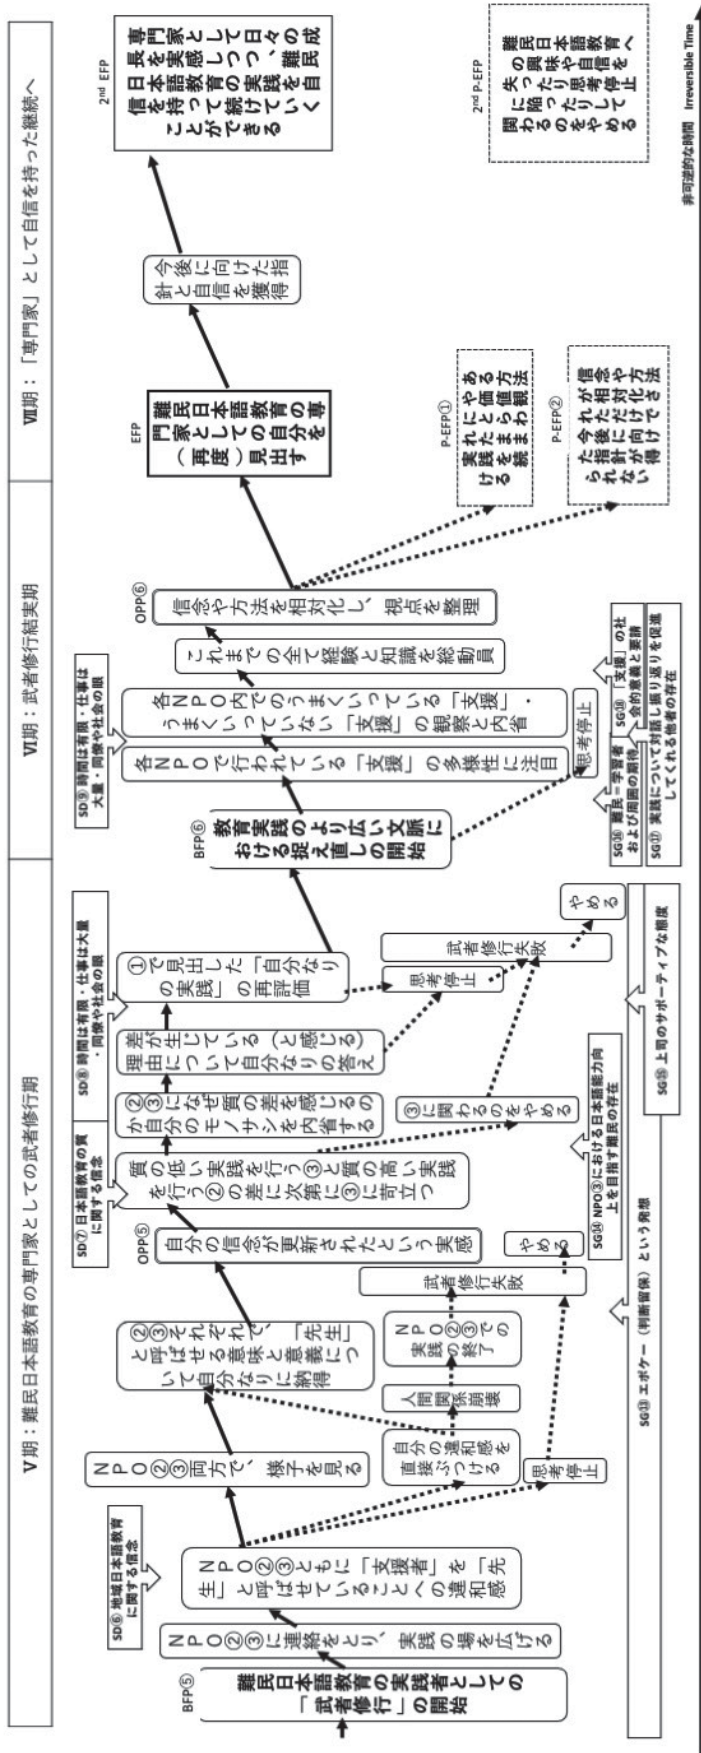 Ⅴ期：難民日本語教育の専門家としての武者修行期
Ⅵ期：武者修行結実期
Ⅶ期：「専門家」として自信を持った継続へ
SD⑥ 地域日本語教育
に関する信念
SD⑦ 日本語教育の質
に関する信念
SD⑧ 時間は有限・仕事は大量
・同僚や社会の眼
SD⑨ 時間は有限・仕事は
大量・同僚や社会の眼
BFP⑤
難民日本語教育の実践者としての
「武者修行」の開始
NPO②③に連絡をとり、実践の場を広げる
NPO②③ともに「支援者」を「先
生」と呼ばせていることへの違和感
NPO②③両方で、様子を見る
自分の違和感を
直接ぶつける
思考停止
人間関係崩壊
NPO②③での
実践の終了
武者修行失敗
やめる
②③それぞれで、「先生」
と呼ばせる意味と意義につ
いて自分なりに納得
OPP⑤
自分の信念が更新されたという実感
質の低い実践を行う③と質の高い実践
を行う②の差に次第に③に苛立つ
②③になぜ質の差を感じるの
か自分のモノサシを内省する
③に関わるのをやめる
差が生じている（と感じる）
理由について自分なりの答え
①で見出した「自分なり
の実践」の再評価
思考停止
武者修行失敗
やめる
BFP⑥
教育実践のより広い文脈に
おける捉え直しの開始
各NPOで行われている「支援」の多様性に注目
思考停止
各NPO内でのうまくいっている「支援」・
うまくいっていない「支援」の観察と内省
これまでの全て経験と知識を総動員
OPP⑥
信念や方法を相対化し、視点を整理
EFP
難民日本語教育の専
門家としての自分を
（再度）見出す
P-EFP①
ある方法
にやや価値観
実践とらわ
れたまま
続ける
P-EFP②
信念や方法
が相対化さ
れただけで
今後に向けた
指針が得
られない
今後に向けた指
針と自信を獲得
2nd EFP
専門家として日々の成
長を実感しつつ、難民
日本語教育の実践を自
信を持って続けていく
ことができる
2nd P-EFP
難民日本語教育へ
の興味や自信を
失ったり思考停止
に陥ったりして
関わるのをやめる
SG⑬ エポケー（判断留保）という発想
SG⑭ NPO③における日本語能力向
上を目指す難民の存在
SG⑮ 上司のサポーティブな態度
SG⑯ 難民＝学習者
および周囲の期待
SG⑰ 実践について対話し振り返りを促進
してくれる他者の存在
SG⑱ 「支援」の社
会的意義と要請
非可逆的な時間 Irreversible Time